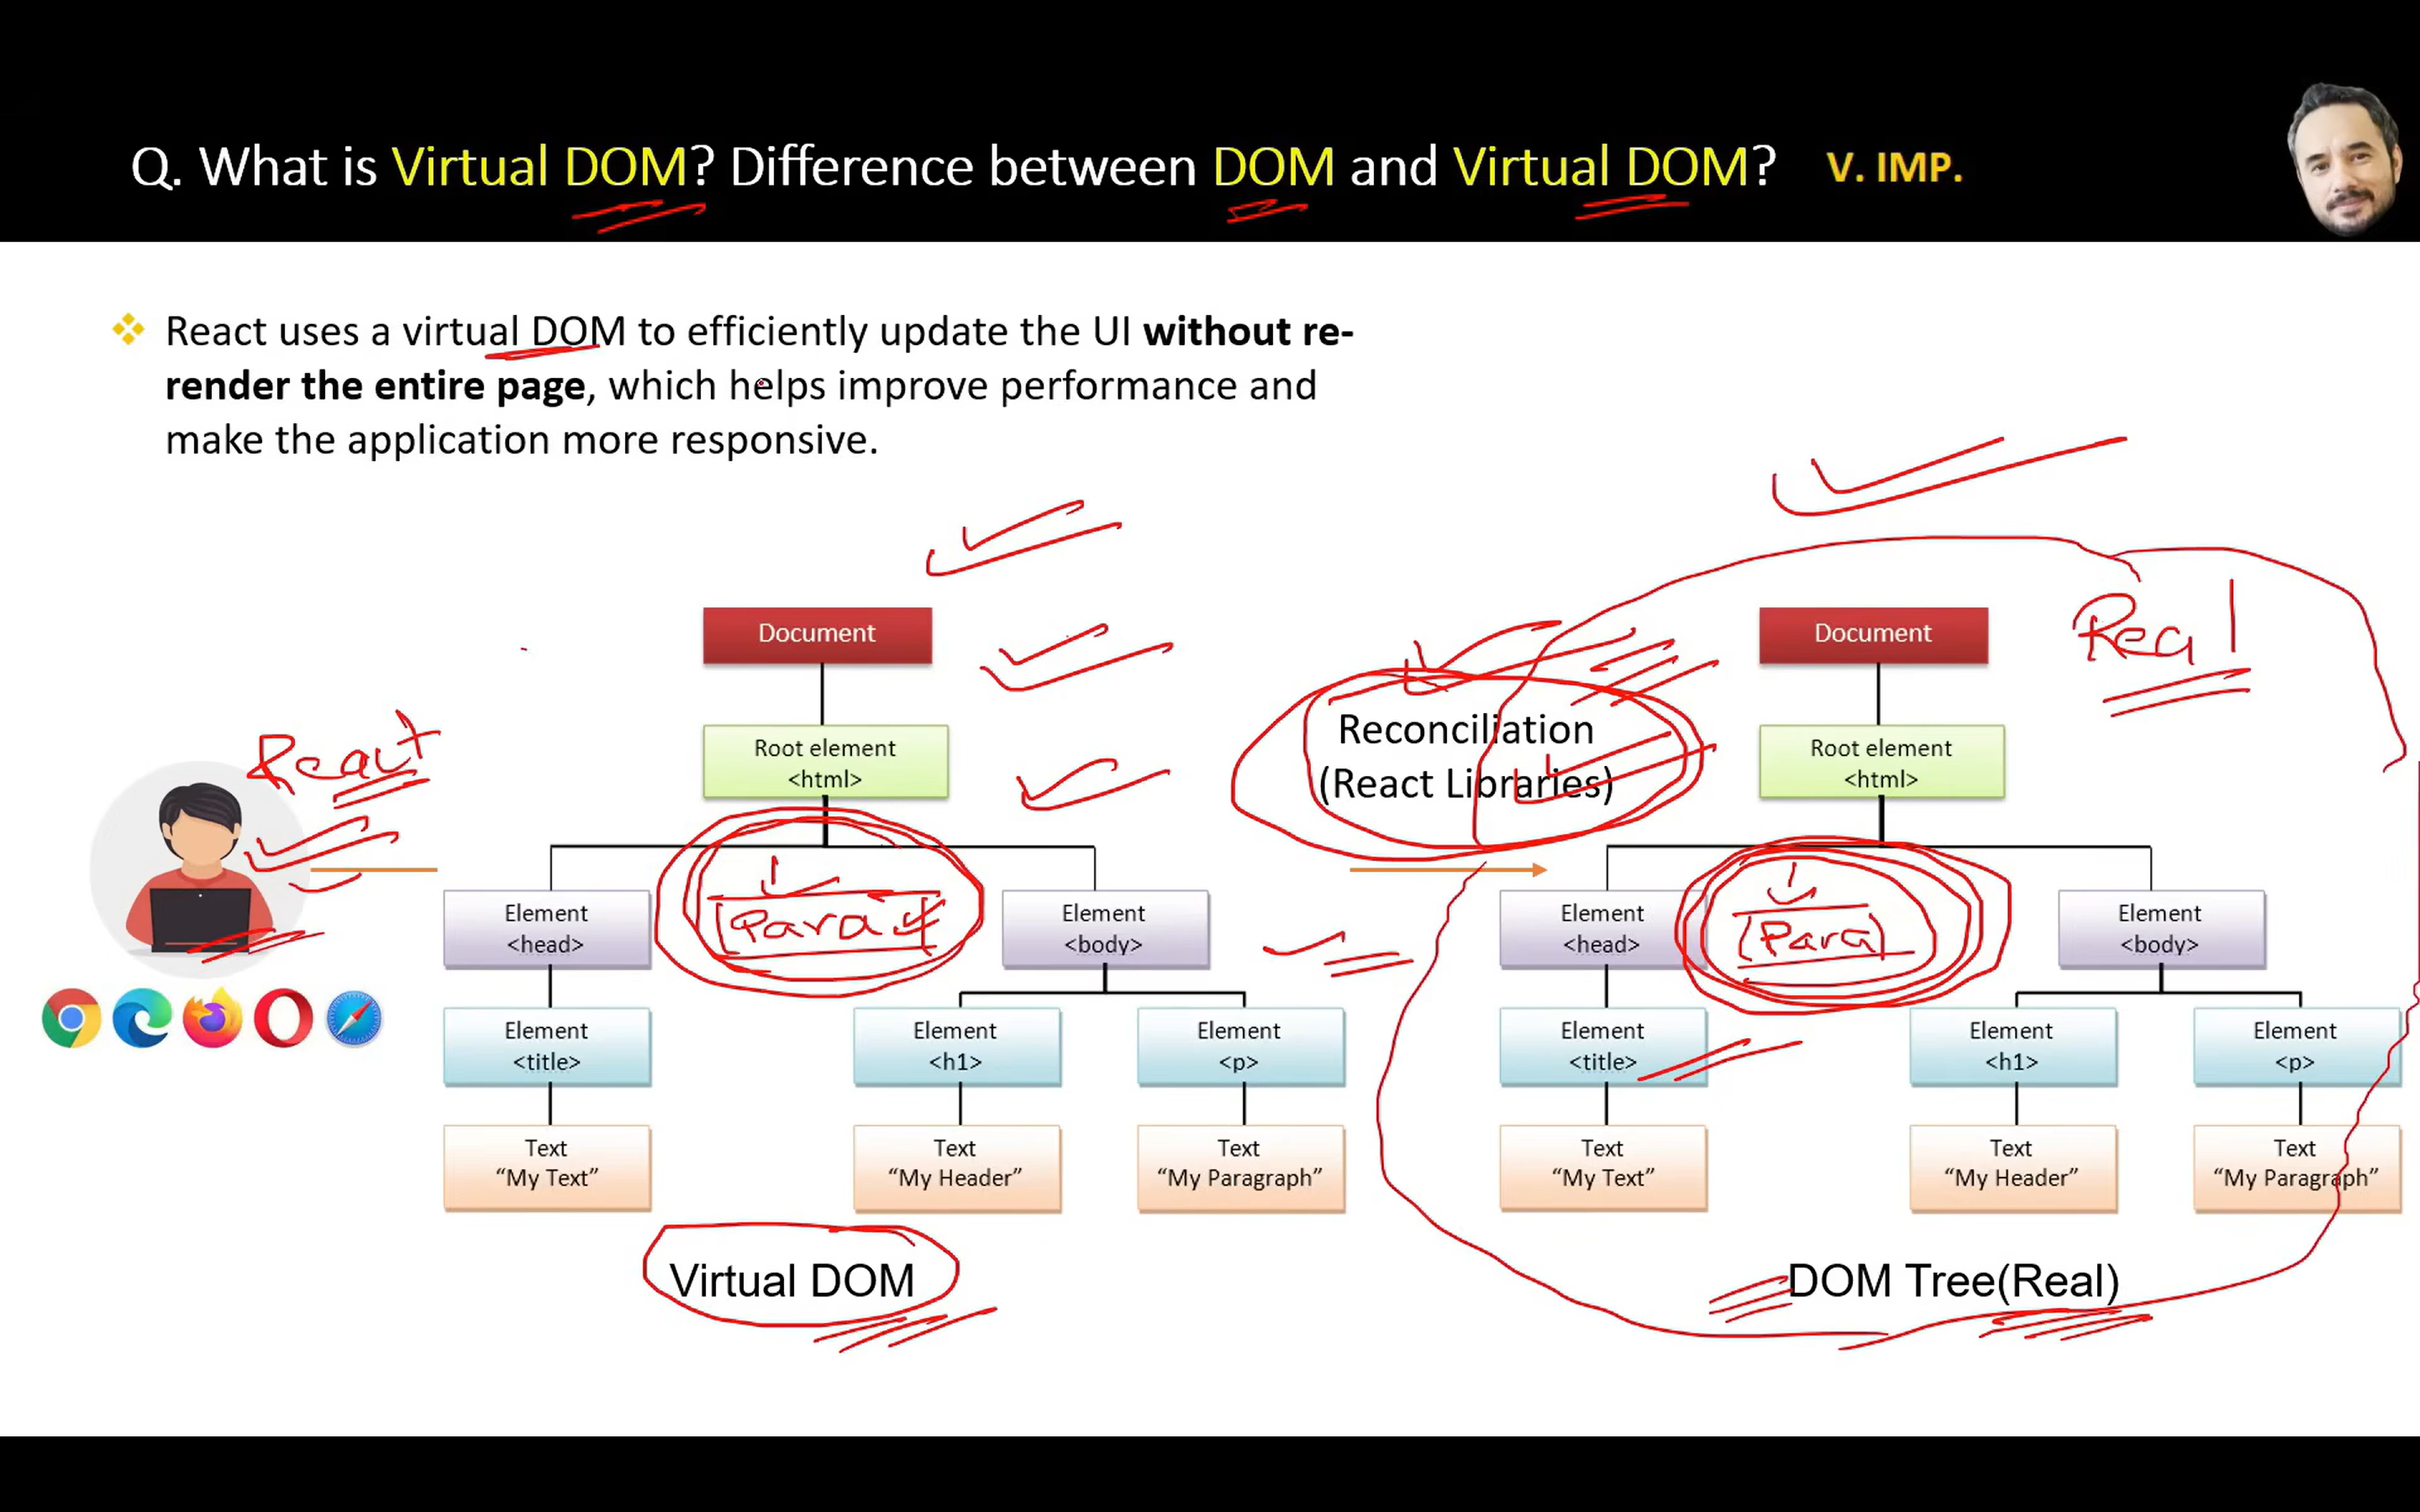 Q. What is Virtual DOM? Difference between DOM and Virtual DOM? V. IMP.
React uses a virtual DOM to efficiently update the UI without re-
render the entire page, which helps improve performance and
make the application more responsive.
React
Document
Root element
<html>
Para
Element
<head>
Element
<body>
Element
<title>
Element
<h1>
Element
<p>
Text
“My Text”
Text
“My Header”
Text
“My Paragraph”
Virtual DOM
Reconciliation
(React Libraries)
Real
Document
Root element
<html>
Para
Element
<head>
Element
<body>
Element
<title>
Element
<h1>
Element
<p>
Text
“My Text”
Text
“My Header”
Text
“My Paragraph”
DOM Tree(Real)